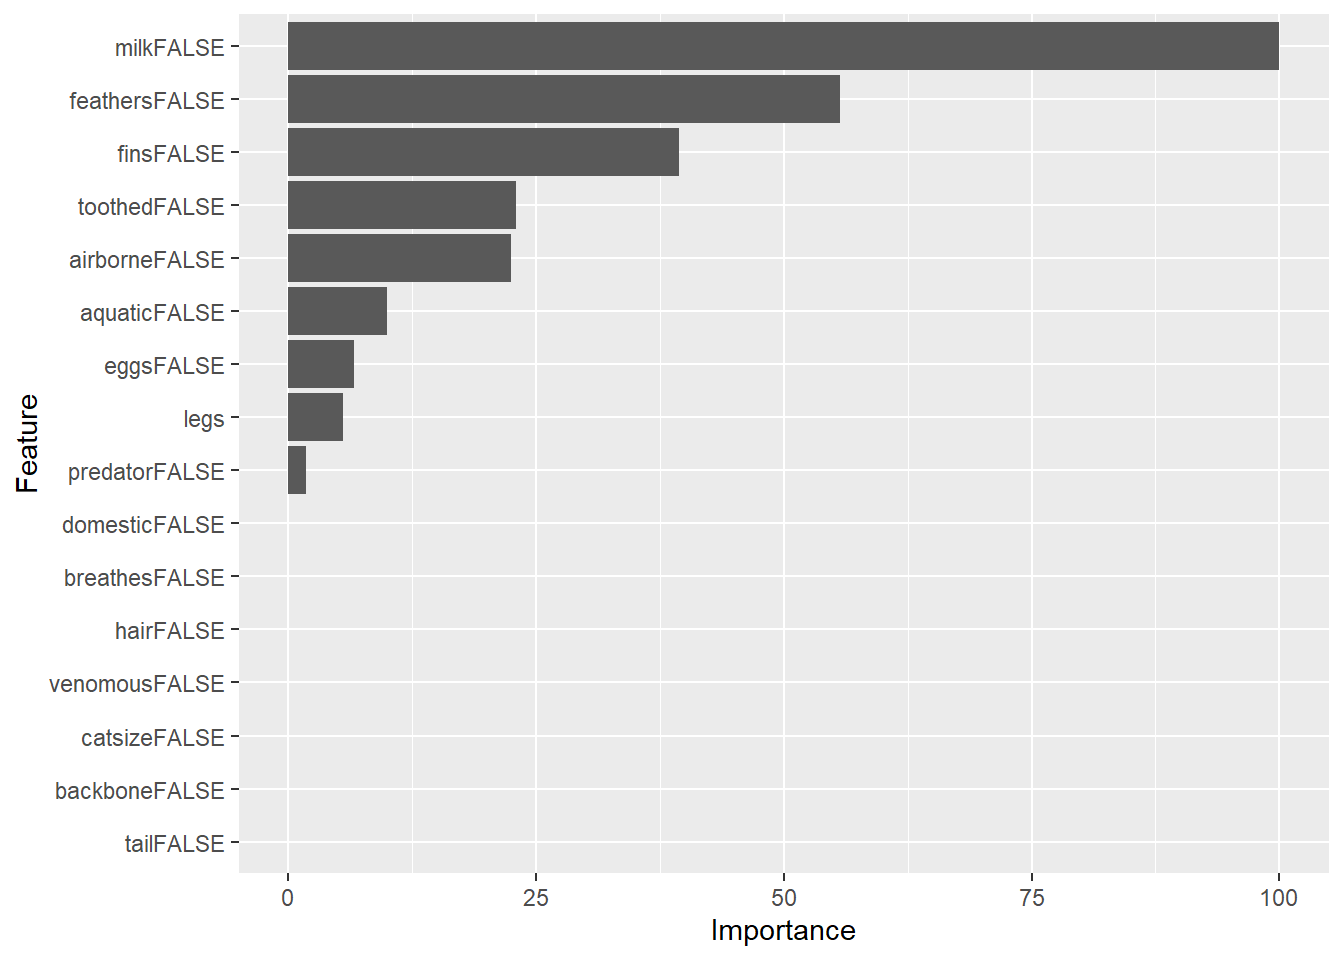 milkFALSE
feathersFALSE
finsFALSE
toothedFALSE
airborneFALSE
aquaticFALSE
eggsFALSE
legs
predatorFALSE
domesticFALSE
breathesFALSE
hairFALSE
venomousFALSE
catsizeFALSE
backboneFALSE
tailFALSE
Feature
0 25 50 75 100
Importance